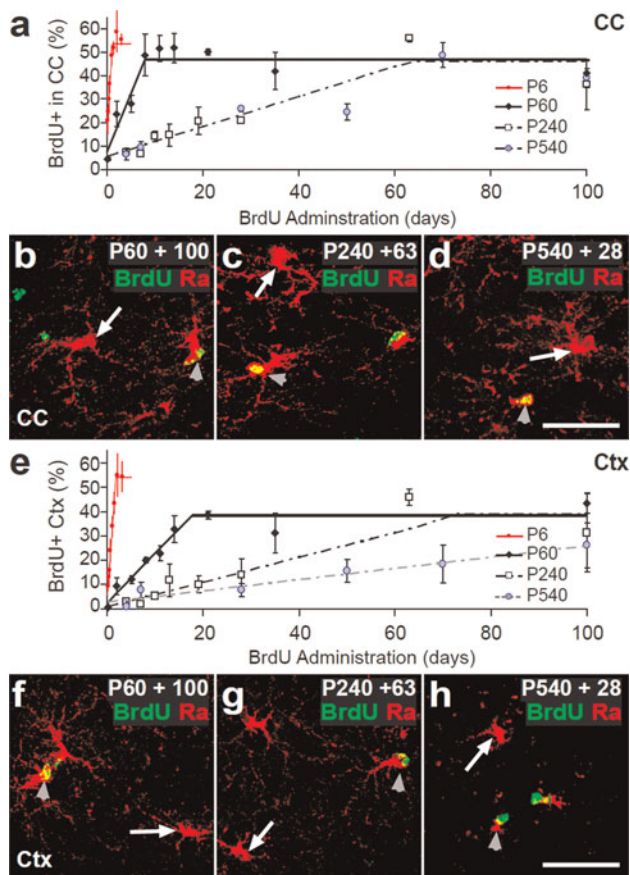 a
CC
BrdU+ in CC (%)
60
50
40
30
20
10
0
0
20
40
60
80
100
BrdU Adminstration (days)
P6
P60
P240
P540
b
P60 + 100
BrdU Ra
CC
c
P240 +63
BrdU Ra
d
P540 + 28
BrdU Ra
e
Ctx
BrdU+ Ctx (%)
60
50
40
30
20
10
0
0
20
40
60
80
100
BrdU Administration (days)
P6
P60
P240
P540
f
P60 + 100
BrdU Ra
Ctx
g
P240 +63
BrdU Ra
h
P540 + 28
BrdU Ra